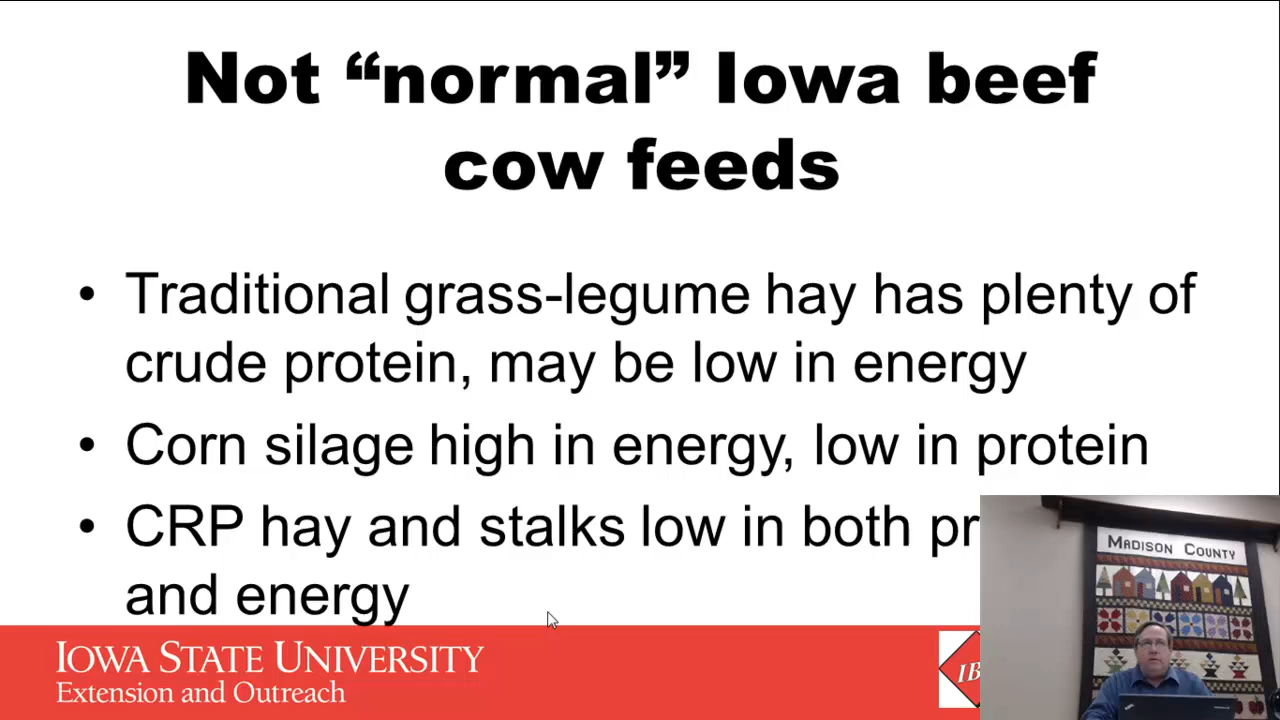 Not “normal” Iowa beef
cow feeds
• Traditional grass-legume hay has plenty of
crude protein, may be low in energy
• Corn silage high in energy, low in protein
• CRP hay and stalks low in both
and energy
MADISON COUNTY
IOWA STATE UNIVERSITY
Extension and Outreach